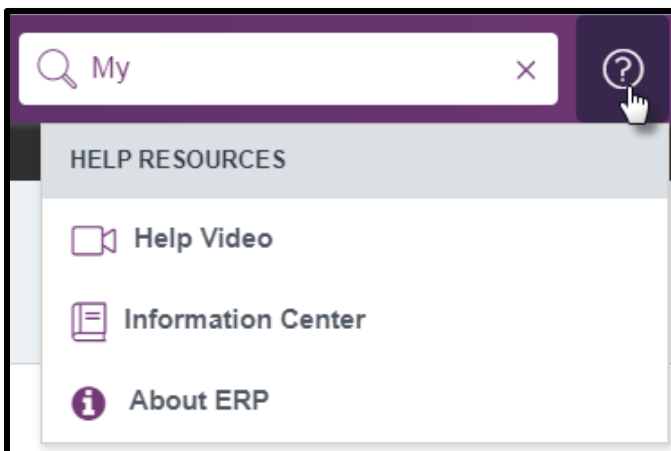 My
HELP RESOURCES
Help Video
Information Center
About ERP